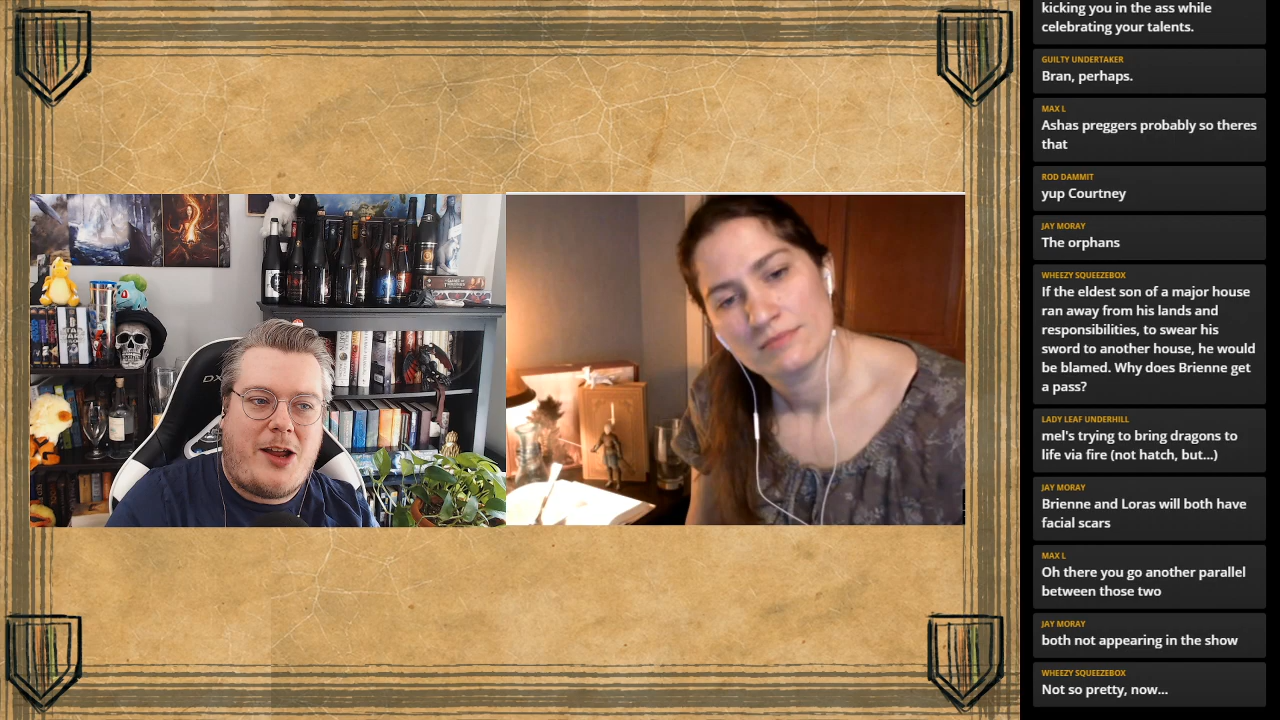 kicking you in the ass while
celebrating your talents.
GUILTY UNDERTAKER
Bran, perhaps.
MAX L
Ashas preggers probably so theres
that
ROD DAMMIT
yup Courtney
JAY MORAY
The orphans
WHEEZY SQUEEZEBOX
If the eldest son of a major house
ran away from his lands and
responsibilities, to swear his
sword to another house, he would
be blamed. Why does Brienne get
a pass?
LADY LEAF UNDERHILL
mel's trying to bring dragons to
life via fire (not hatch, but...)
JAY MORAY
Brienne and Loras will both have
facial scars
MAX L
Oh there you go another parallel
between those two
JAY MORAY
both not appearing in the show
WHEEZY SQUEEZEBOX
Not so pretty, now...
DX